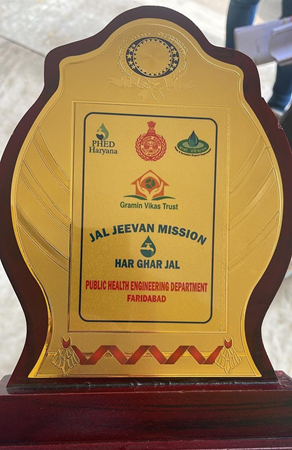 PHED
Haryana
Gramin Vikas Trust
JAL JEEVAN MISSION
HAR GHAR JAL
PUBLIC HEALTH ENGINEERING DEPARTMENT
FARIDABAD